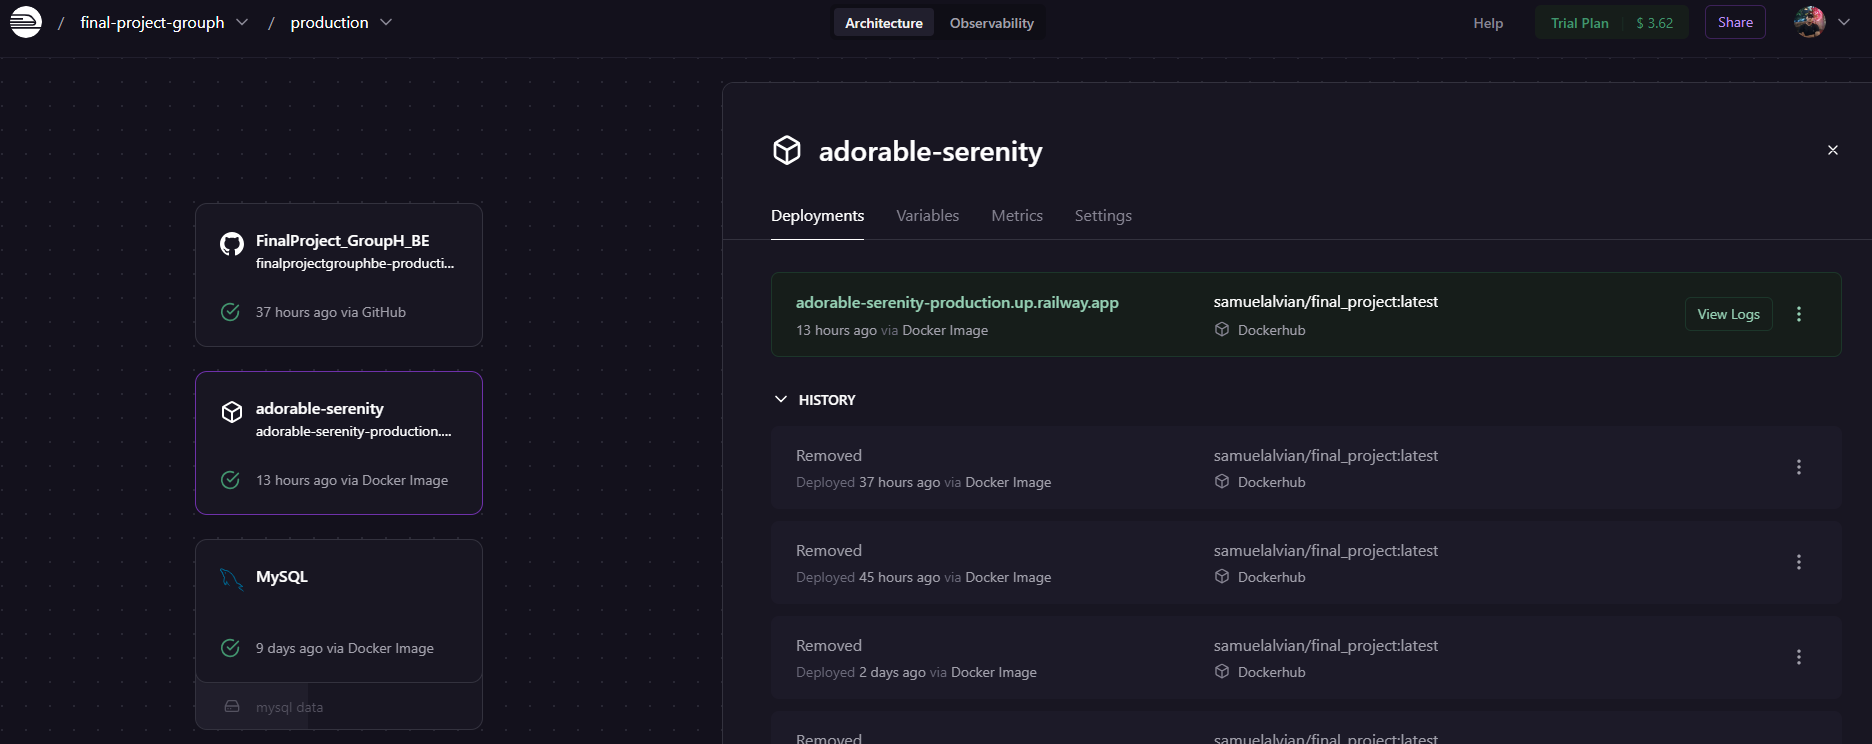 / final-project-grouph / production
Architecture
Observability
Help
Trial Plan $ 3.62
Share
FinalProject_GroupH_BE
finalprojectgrouphbe-producti...
37 hours ago via GitHub
adorable-serenity
adorable-serenity-production....
13 hours ago via Docker Image
MySQL
9 days ago via Docker Image
mysql data
adorable-serenity
Deployments Variables Metrics Settings
adorable-serenity-production.up.railway.app
13 hours ago via Docker Image
samuelalvian/final_project:latest
Dockerhub
View Logs
HISTORY
Removed
Deployed 37 hours ago via Docker Image
samuelalvian/final_project:latest
Dockerhub
Removed
Deployed 45 hours ago via Docker Image
samuelalvian/final_project:latest
Dockerhub
Removed
Deployed 2 days ago via Docker Image
samuelalvian/final_project:latest
Dockerhub
Removed
samuelalvian/final_project:latest